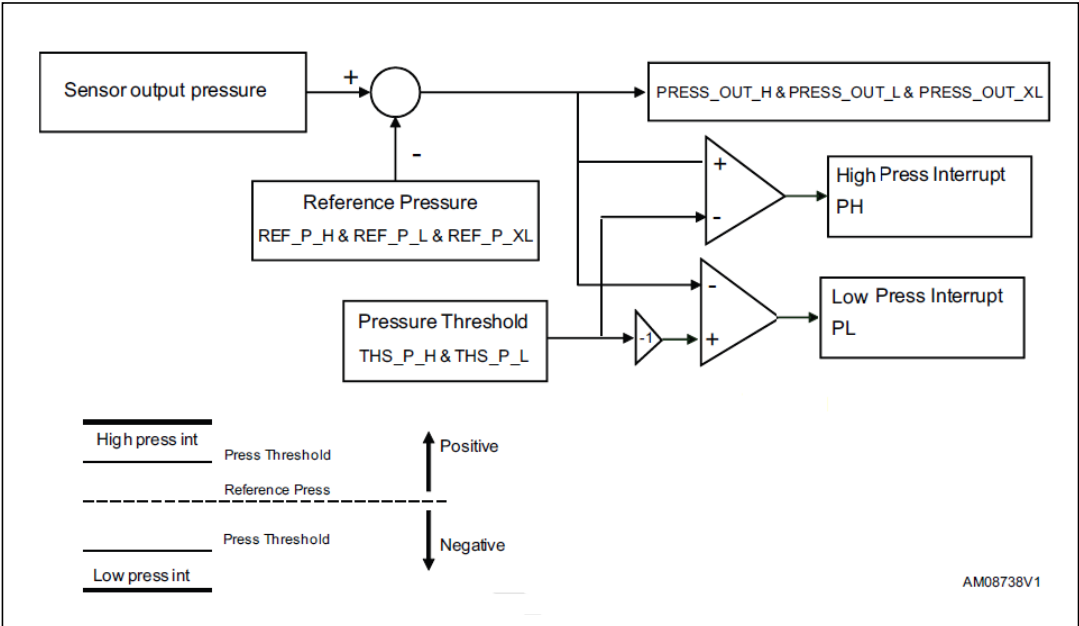 Sensor output pressure
+
-
PRESS_OUT_H & PRESS_OUT_L & PRESS_OUT_XL
Reference Pressure
REF_P_H & REF_P_L & REF_P_XL
+
-
High Press Interrupt
PH
Pressure Threshold
THS_P_H & THS_P_L
-1
-
+
Low Press Interrupt
PL
High press int
Press Threshold
Reference Press
Press Threshold
Low press int
Positive
Negative
AM08738V1